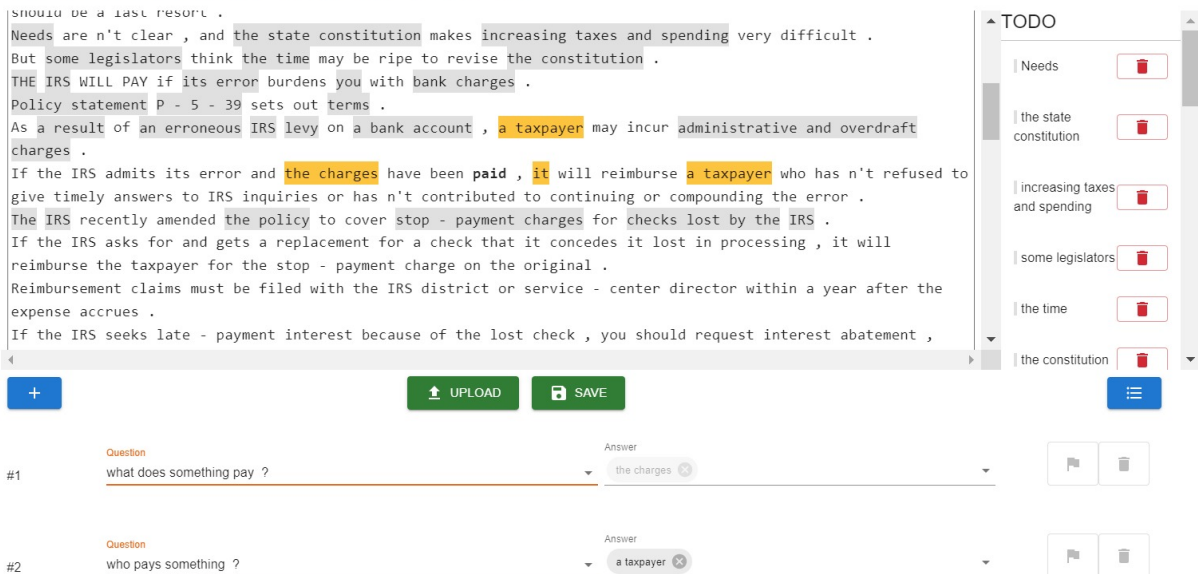 should be a last resort .
Needs are n't clear , and the state constitution makes increasing taxes and spending very difficult .
But some legislators think the time may be ripe to revise the constitution .
THE IRS WILL PAY if its error burdens you with bank charges .
Policy statement P - 5 - 39 sets out terms .
As a result of an erroneous IRS levy on a bank account , a taxpayer may incur administrative and overdraft
charges .
If the IRS admits its error and the charges have been paid , it will reimburse a taxpayer who has n't refused to
give timely answers to IRS inquiries or has n't contributed to continuing or compounding the error .
The IRS recently amended the policy to cover stop - payment charges for checks lost by the IRS .
If the IRS asks for and gets a replacement for a check that it concedes it lost in processing , it will
reimburse the taxpayer for the stop - payment charge on the original .
Reimbursement claims must be filed with the IRS district or service - center director within a year after the
expense accrues .
If the IRS seeks late - payment interest because of the lost check , you should request interest abatement ,
TODO
Needs
the state
constitution
increasing taxes
and spending
some legislators
the time
the constitution
+
UPLOAD
SAVE
#1
Question
what does something pay ?
Answer
the charges
#2
Question
who pays something ?
Answer
a taxpayer